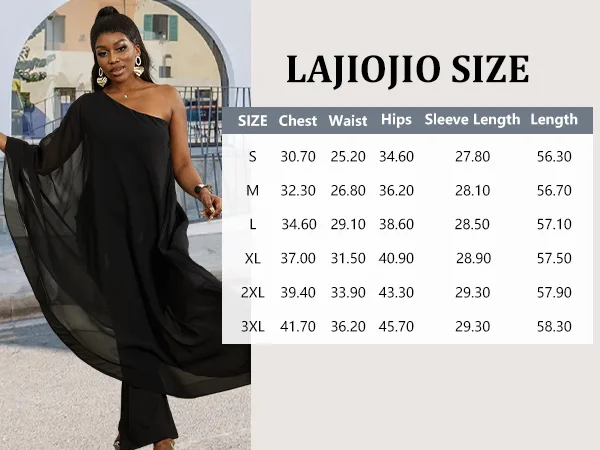 LAJIOJIO SIZE
SIZE Chest Waist Hips Sleeve Length Length
S 30.70 25.20 34.60 27.80 56.30
M 32.30 26.80 36.20 28.10 56.70
L 34.60 29.10 38.60 28.50 57.10
XL 37.00 31.50 40.90 28.90 57.50
2XL 39.40 33.90 43.30 29.30 57.90
3XL 41.70 36.20 45.70 29.30 58.30